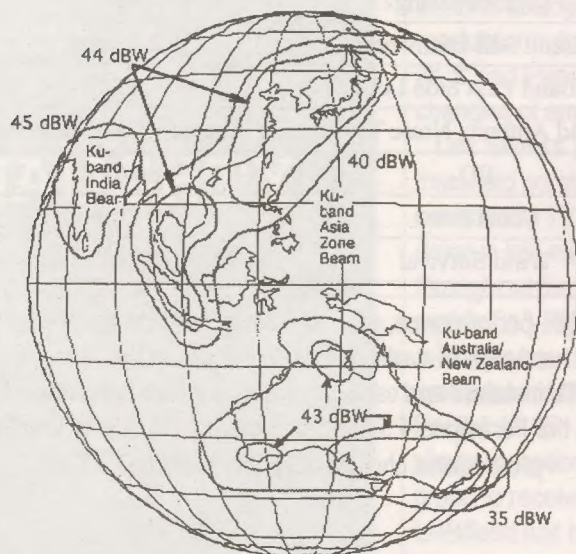 44 dBW
45 dBW
Ku-
band
India
Bear
40 dBW
Ku-
band
Asia
Zone
Beam
Ku-band
Australia/
New Zealand
Beam
43 dBW
35 dBW